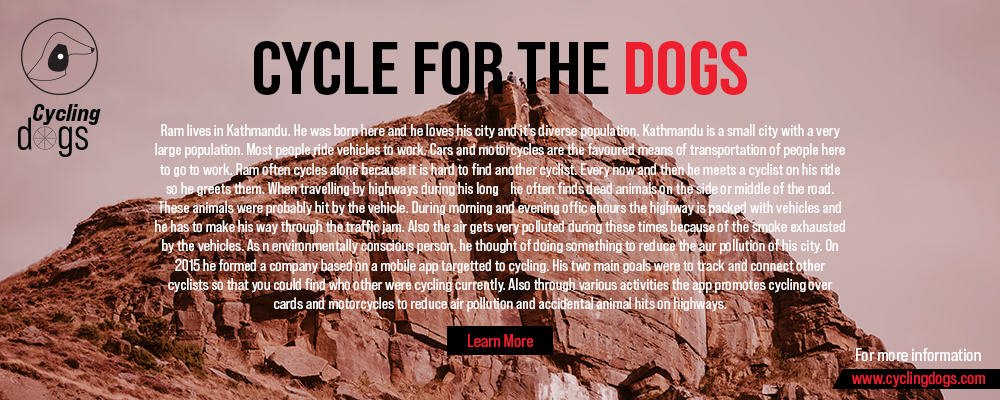 CYCLE FOR THE DOGS
Cycling
dogs
Ram lives in Kathmandu. He was born here and he loves his city and it's diverse population. Kathmandu is a small city with a very
large population. Most people ride vehicles to work. Cars and motorcycles are the favoured means of transportation of people here
to go to work. Ram often cycles alone because it is hard to find another cyclist. Every now and then he meets a cyclist on his ride
so he greets them. When travelling by highways during his long he often finds dead animals on the side or middle of the road.
These animals were probably hit by the vehicle. During morning and evening offic ehours the highway is packed with vehicles and
he has to make his way through the traffic jam. Also the air gets very polluted during these times because of the smoke exhausted
by the vehicles. As n environmentally conscious person, he thought of doing something to reduce the aur pollution of his city. On
2015 he formed a company based on a mobile app targetted to cycling. His two main goals were to track and connect other
cyclists so that you could find who other were cycling currently. Also through various activities the app promotes cycling over
cards and motorcycles to reduce air pollution and accidental animal hits on highways.
Learn More
For more information
www.cyclingdogs.com